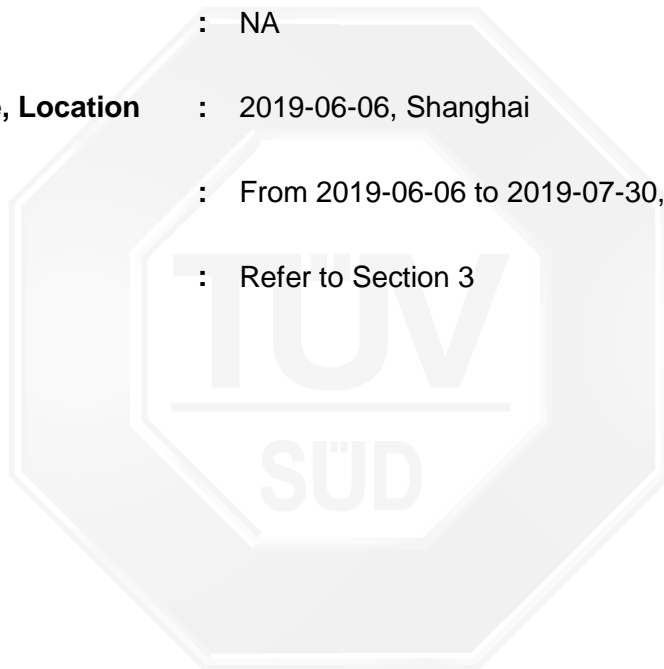 : NA
, Location : 2019-06-06, Shanghai
: From 2019-06-06 to 2019-07-30,
: Refer to Section 3
TÜV
SÜD